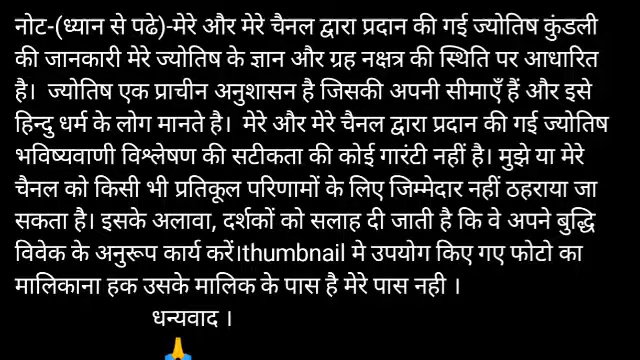 नोट-(ध्यान से पढे)-मेरे और मेरे चैनल द्वारा प्रदान की गई ज्योतिष कुंडली
की जानकारी मेरे ज्योतिष के ज्ञान और ग्रह नक्षत्र की स्थिति पर आधारित
है। ज्योतिष एक प्राचीन अनुशासन है जिसकी अपनी सीमाएँ हैं और इसे
हिन्दु धर्म के लोग मानते है। मेरे और मेरे चैनल द्वारा प्रदान की गई ज्योतिष
भविष्यवाणी विश्लेषण की सटीकता की कोई गारंटी नहीं है। मुझे या मेरे
चैनल को किसी भी प्रतिकूल परिणामों के लिए जिम्मेदार नहीं ठहराया जा
सकता है। इसके अलावा, दर्शकों को सलाह दी जाती है कि वे अपने बुद्धि
विवेक के अनुरूप कार्य करें।thumbnail मे उपयोग किए गए फोटो का
मालिकाना हक उसके मालिक के पास है मेरे पास नही ।
धन्यवाद ।
🙏